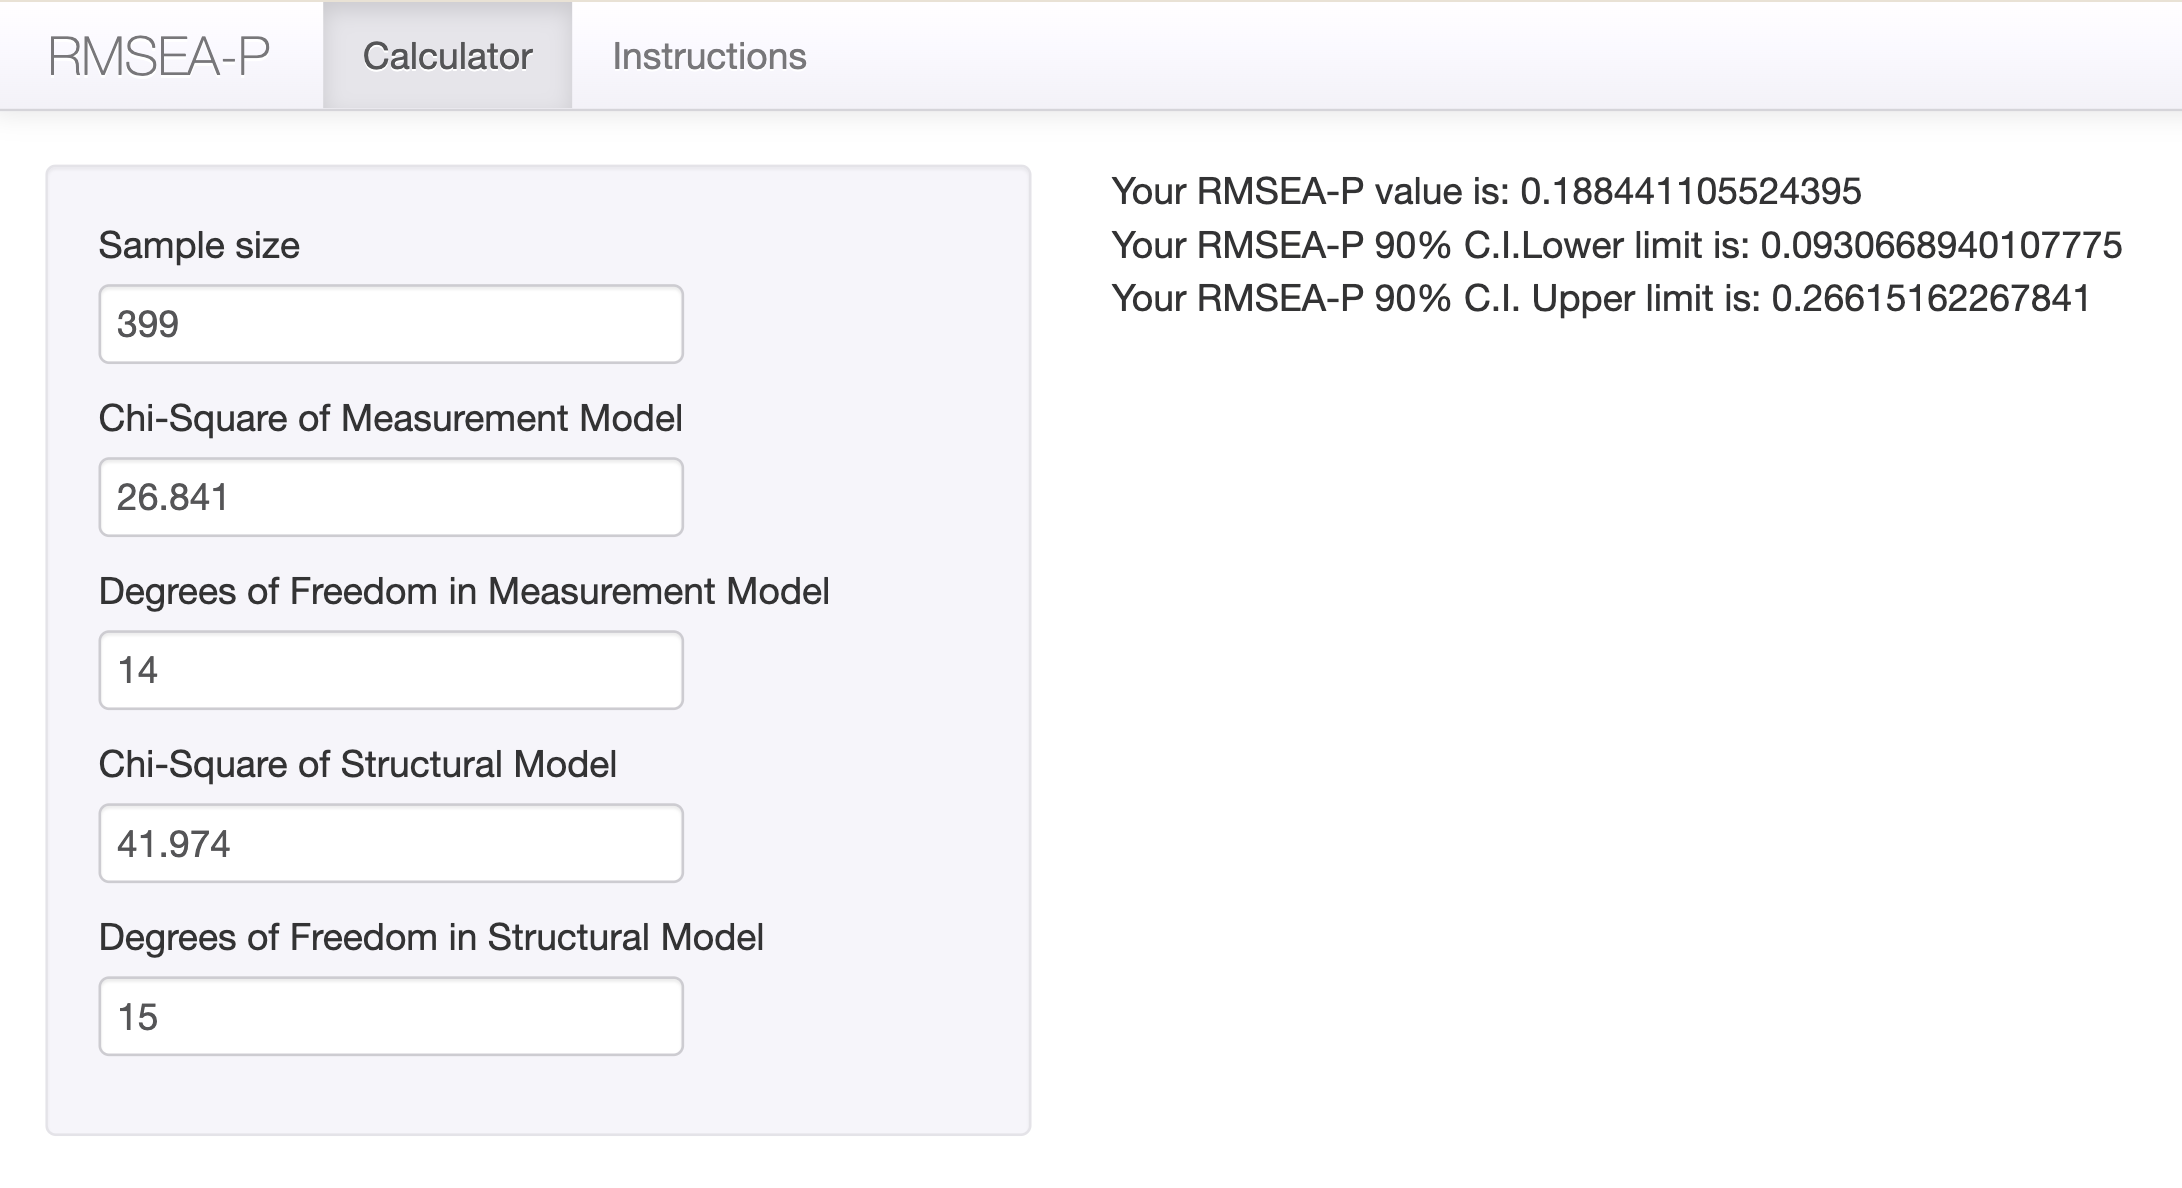 RMSEA-P Calculator Instructions
Sample size
399
Chi-Square of Measurement Model
26.841
Degrees of Freedom in Measurement Model
14
Chi-Square of Structural Model
41.974
Degrees of Freedom in Structural Model
15
Your RMSEA-P value is: 0.188441105524395
Your RMSEA-P 90% C.I.Lower limit is: 0.0930668940107775
Your RMSEA-P 90% C.I. Upper limit is: 0.26615162267841